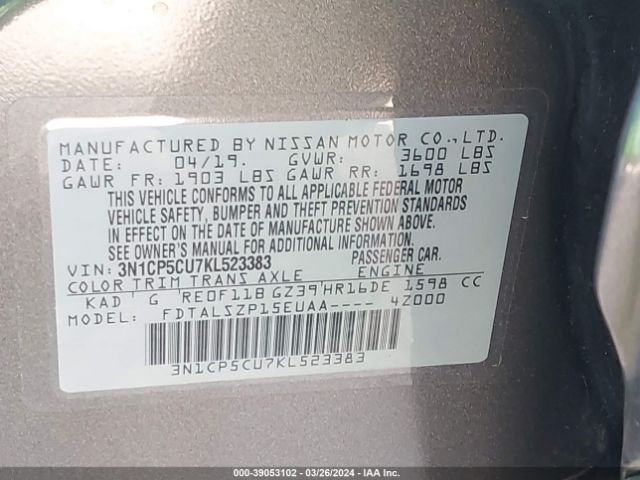 MANUFACTURED BY NISSAN MOTOR CO., LTD.
DATE: 04/19. GVWR: 3600 LBS
GAWR FR: 1903 LBS GAWR RR: 1698 LBS
THIS VEHICLE CONFORMS TO ALL APPLICABLE FEDERAL MOTOR
VEHICLE SAFETY, BUMPER AND THEFT PREVENTION STANDARDS
IN EFFECT ON THE DATE OF MANUFACTURE SHOWN ABOVE.
SEE OWNER'S MANUAL FOR ADDITIONAL INFORMATION.
VIN: 3N1CP5CU7KL523383 PASSENGER CAR.
COLOR TRIM TRANS AXLE ENGINE
KAD G RE0F11B GZ39 HR16DE 1598 CC
MODEL: FDTALSZP15EUAA---- 4Z000
3N1CP5CU7KL523383
000-39053102 | 03/26/2024 | IAA Inc.